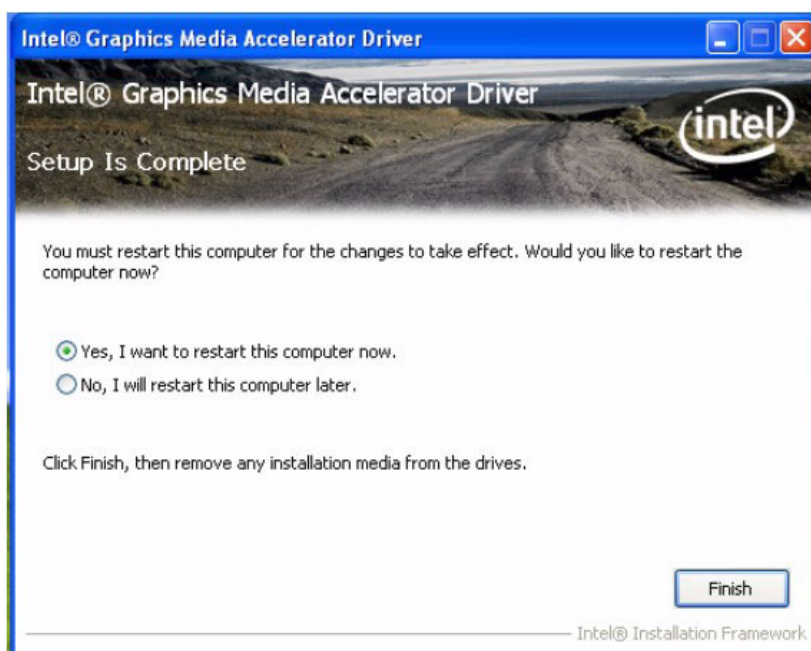 Intel® Graphics Media Accelerator Driver
Intel® Graphics Media Accelerator Driver
intel
Setup Is Complete
You must restart this computer for the changes to take effect. Would you like to restart the
computer now?
Yes, I want to restart this computer now.
No, I will restart this computer later.
Click Finish, then remove any installation media from the drives.
Finish
Intel® Installation Framework